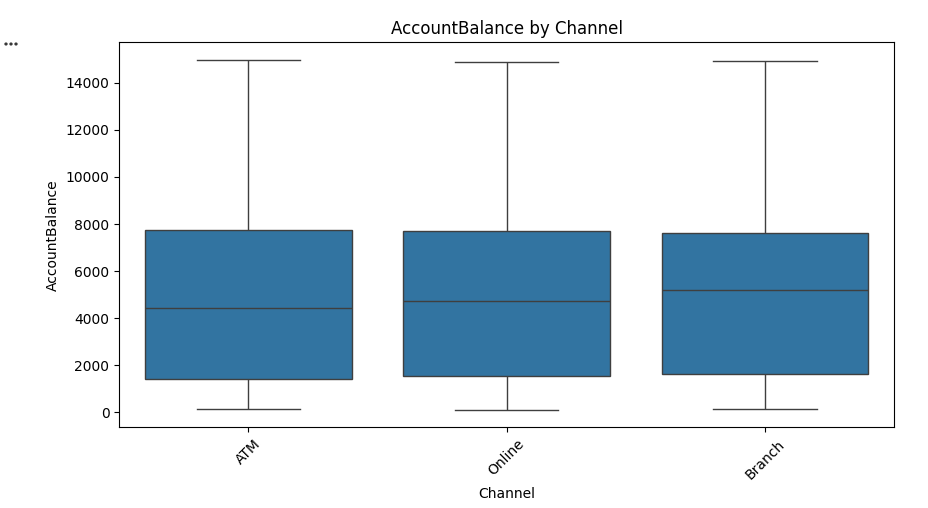 AccountBalance by Channel
...
14000
12000
10000
8000
6000
4000
2000
0
AccountBalance
ATM
Online
Branch
Channel